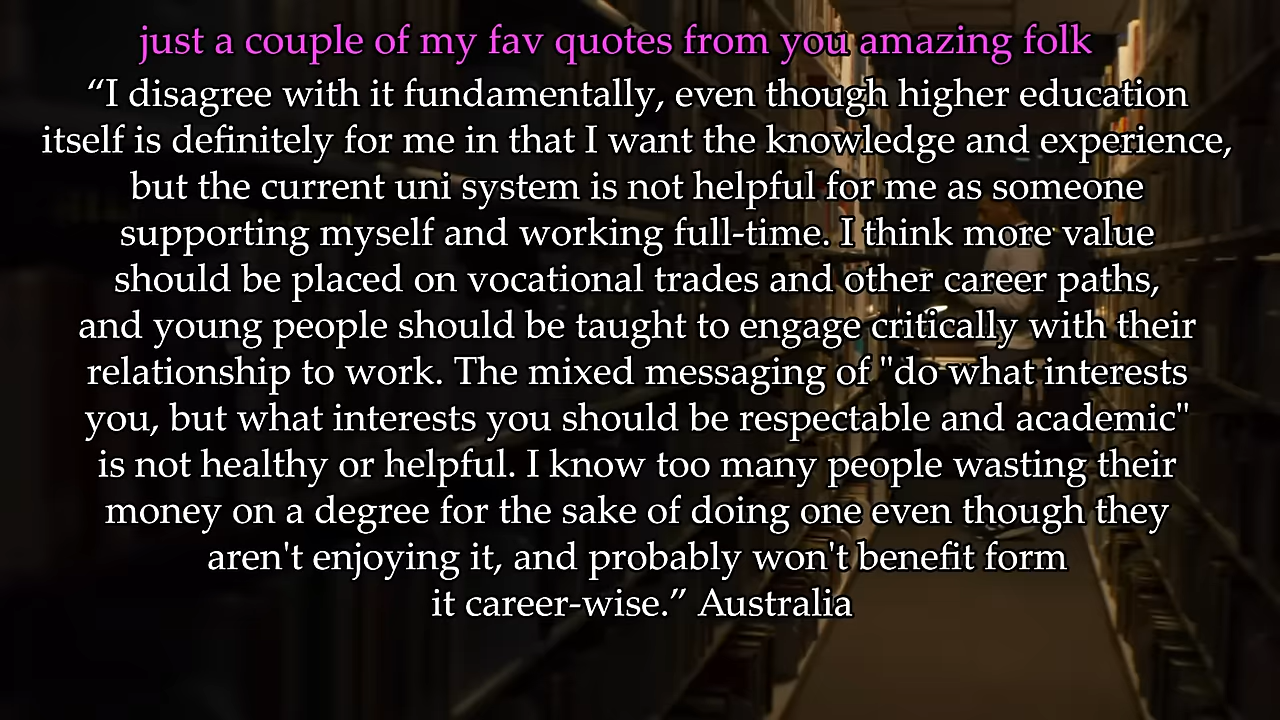 just a couple of my fav quotes from you amazing folk
“I disagree with it fundamentally, even though higher education
itself is definitely for me in that I want the knowledge and experience,
but the current uni system is not helpful for me as someone
supporting myself and working full-time. I think more value
should be placed on vocational trades and other career paths,
and young people should be taught to engage critically with their
relationship to work. The mixed messaging of "do what interests
you, but what interests you should be respectable and academic"
is not healthy or helpful. I know too many people wasting their
money on a degree for the sake of doing one even though they
aren't enjoying it, and probably won't benefit form
it career-wise.” Australia